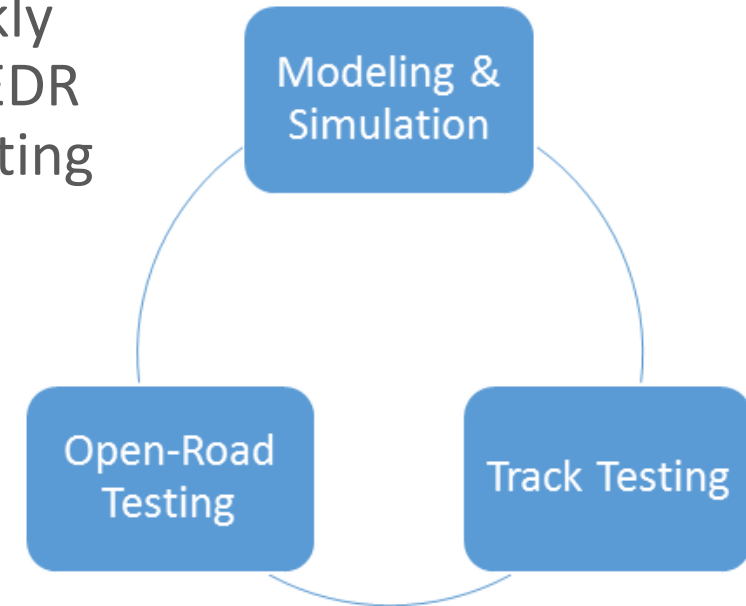 Modeling &
Simulation
Open-Road
Testing
Track Testing